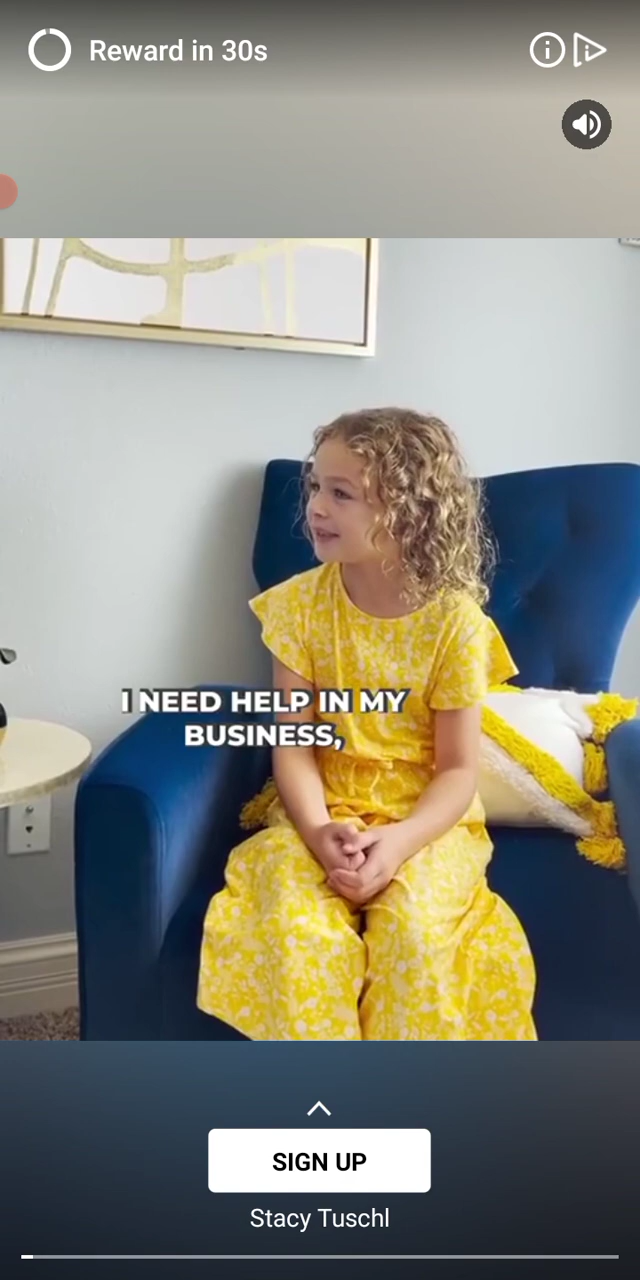 Reward in 30s
I NEED HELP IN MY
BUSINESS,
SIGN UP
Stacy Tuschl